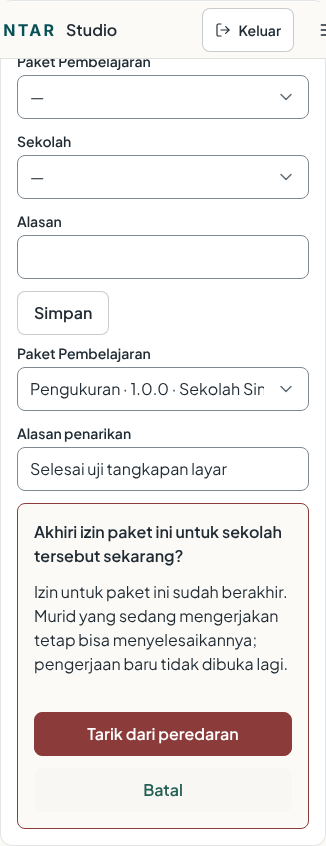 NTAR Studio
Keluar
Paket Pembelajaran
—
Sekolah
—
Alasan
Simpan
Paket Pembelajaran
Pengukuran · 1.0.0 · Sekolah Sin
Alasan penarikan
Selesai uji tangkapan layar
Akhiri izin paket ini untuk sekolah
tersebut sekarang?
Izin untuk paket ini sudah berakhir.
Murid yang sedang mengerjakan
tetap bisa menyelesaikannya;
pengerjaan baru tidak dibuka lagi.
Tarik dari peredaran
Batal